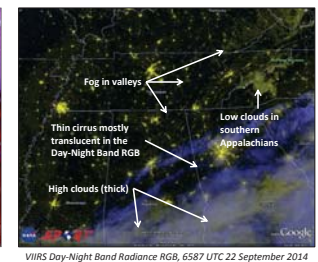 Fog in valleys
Low clouds in
southern
Appalachians
Thin cirrus mostly
translucent in the
Day-Night Band RGB
High clouds (thick)
Google
VIIRS Day-Night Band Radiance RGB, 6587 UTC 22 September 2014